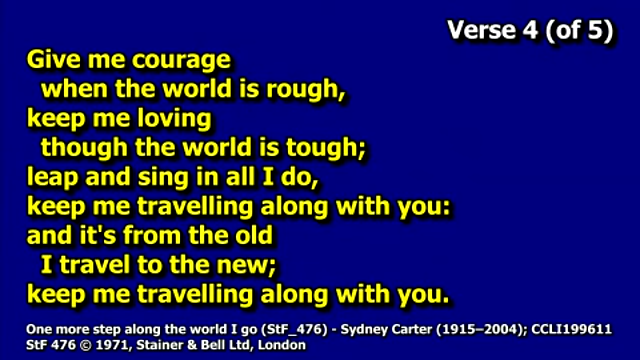 Verse 4 (of 5)
Give me courage
when the world is rough,
keep me loving
though the world is tough;
leap and sing in all I do,
keep me travelling along with you:
and it's from the old
I travel to the new;
keep me travelling along with you.
One more step along the world I go (StF_476) - Sydney Carter (1915–2004); CCLI199611
StF 476 © 1971, Stainer & Bell Ltd, London